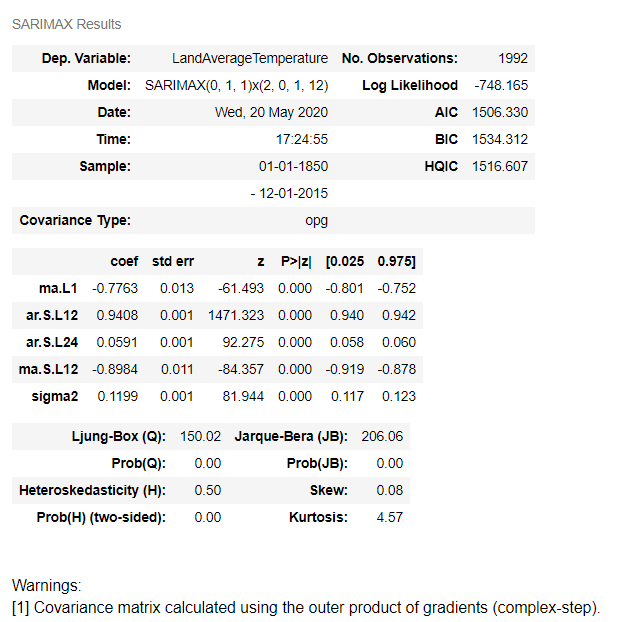 SARIMAX Results
Dep. Variable: LandAverageTemperature No. Observations: 1992
Model: SARIMAX(0, 1, 1)x(2, 0, 1, 12) Log Likelihood -748.165
Date: Wed, 20 May 2020 AIC 1506.330
Time: 17:24:55 BIC 1534.312
Sample: 01-01-1850 HQIC 1516.607
- 12-01-2015
Covariance Type: opg
coef std err z P>|z| [0.025 0.975]
ma.L1 -0.7763 0.013 -61.493 0.000 -0.801 -0.752
ar.S.L12 0.9408 0.001 1471.323 0.000 0.940 0.942
ar.S.L24 0.0591 0.001 92.275 0.000 0.058 0.060
ma.S.L12 -0.8984 0.011 -84.357 0.000 -0.919 -0.878
sigma2 0.1199 0.001 81.944 0.000 0.117 0.123
Ljung-Box (Q): 150.02 Jarque-Bera (JB): 206.06
Prob(Q): 0.00 Prob(JB): 0.00
Heteroskedasticity (H): 0.50 Skew: 0.08
Prob(H) (two-sided): 0.00 Kurtosis: 4.57
Warnings:
[1] Covariance matrix calculated using the outer product of gradients (complex-step).